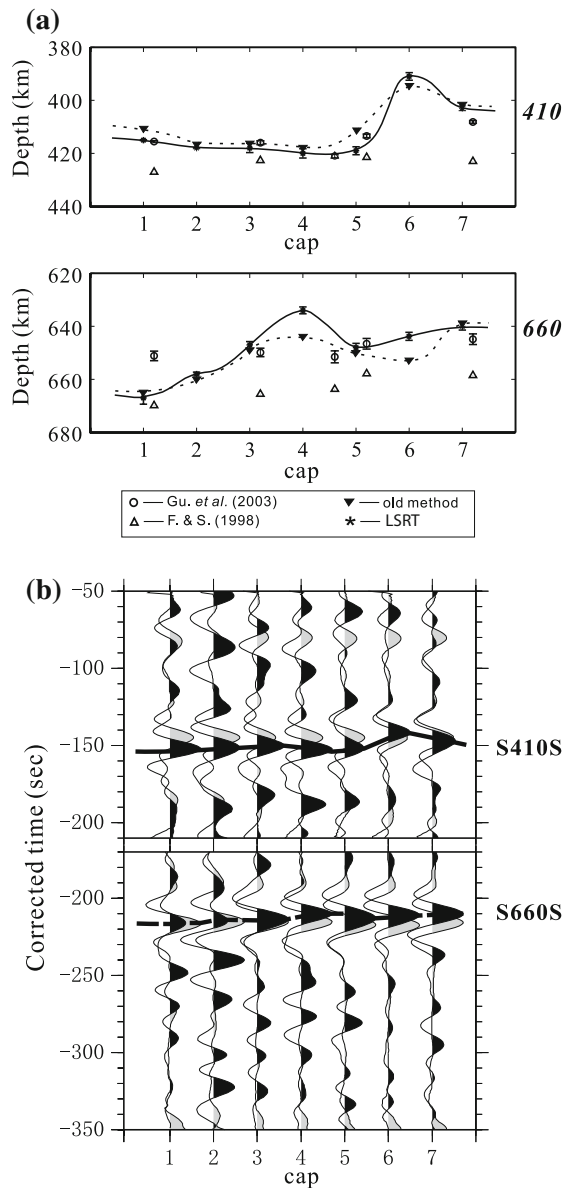 (a)
380
400
420
440
Depth (km)
410
1 2 3 4 5 6 7
cap
620
640
660
680
Depth (km)
660
1 2 3 4 5 6 7
cap
Gu. et al. (2003)
old method
F. & S. (1998)
LSRT
(b)
-50
-100
-150
-200
S410S
Corrected time (sec)
-200
-250
-300
-350
S660S
1 2 3 4 5 6 7
cap